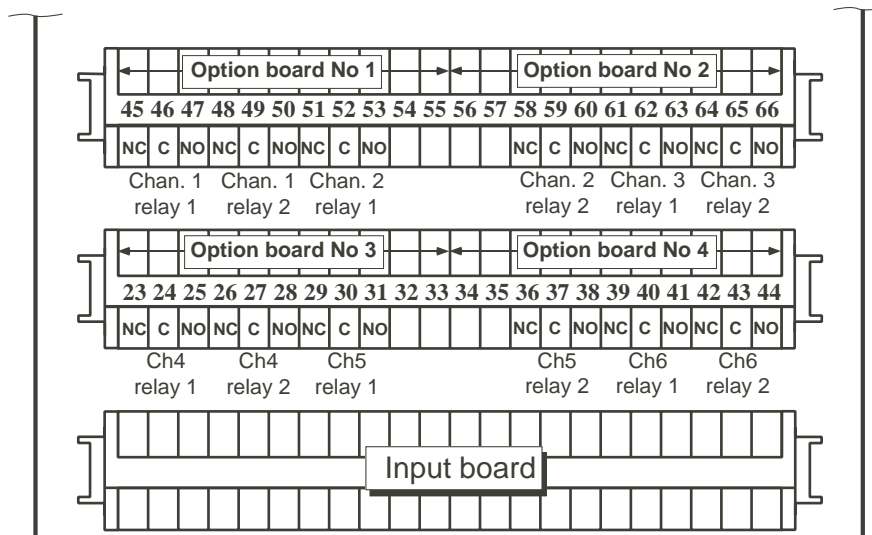 Option board No 1 Option board No 2
45 46 47 48 49 50 51 52 53 54 55 56 57 58 59 60 61 62 63 64 65 66
NC C NO NC C NO NC C NO NC C NO NC C NO NC C NO
Chan. 1 Chan. 1 Chan. 2 Chan. 2 Chan. 3 Chan. 3
relay 1 relay 2 relay 1 relay 2 relay 1 relay 2
Option board No 3 Option board No 4
23 24 25 26 27 28 29 30 31 32 33 34 35 36 37 38 39 40 41 42 43 44
NC C NO NC C NO NC C NO NC C NO NC C NO NC C NO
Ch4 Ch4 Ch5 Ch5 Ch6 Ch6
relay 1 relay 2 relay 1 relay 2 relay 1 relay 2
Input board